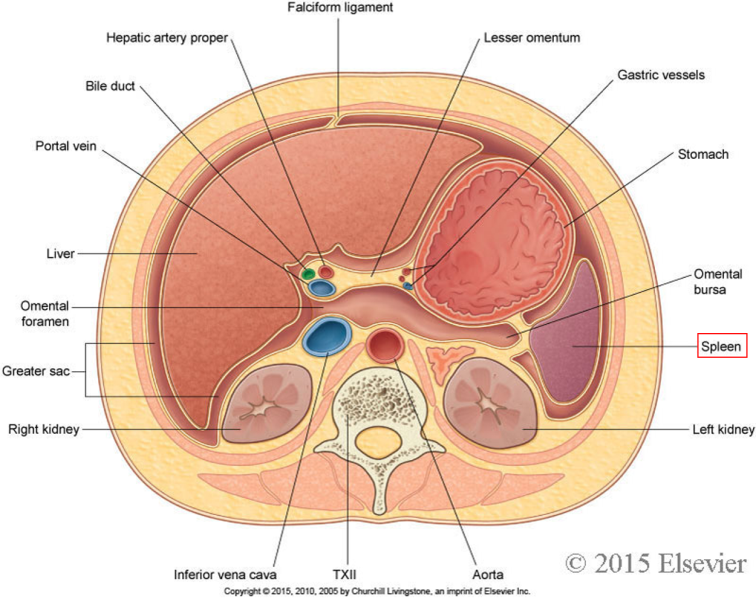 Falciform ligament
Hepatic artery proper
Lesser omentum
Gastric vessels
Bile duct
Portal vein
Stomach
Liver
Omental
bursa
Omental
foramen
Spleen
Greater sac
Right kidney
Left kidney
Inferior vena cava
TXII
Aorta
© 2015 Elsevier
Copyright © 2015, 2010, 2005 by Churchill Livingstone, an imprint of Elsevier Inc.